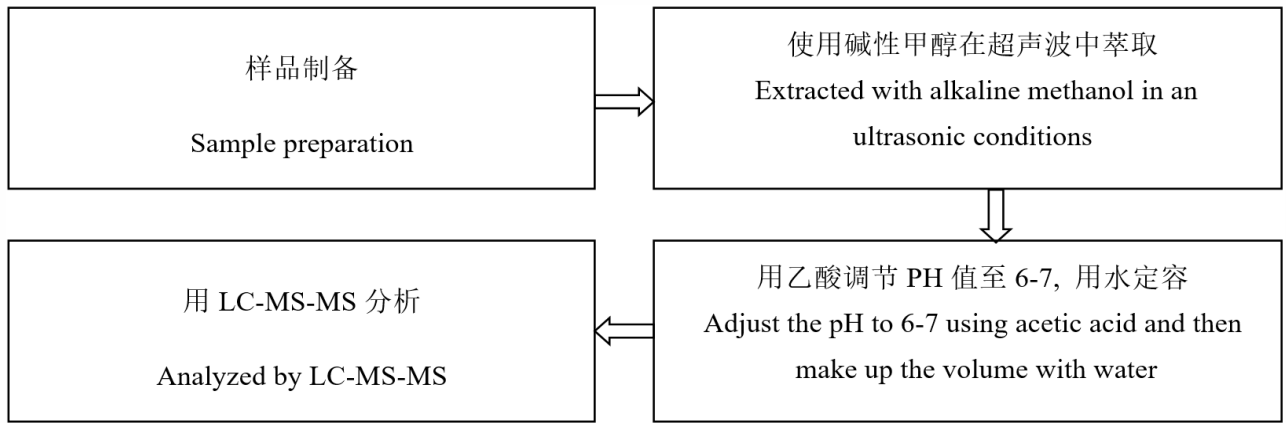 样品制备
Sample preparation
使用碱性甲醇在超声波中萃取
Extracted with alkaline methanol in an
ultrasonic conditions
用乙酸调节 PH 值至 6-7, 用水定容
Adjust the pH to 6-7 using acetic acid and then
make up the volume with water
用 LC-MS-MS 分析
Analyzed by LC-MS-MS